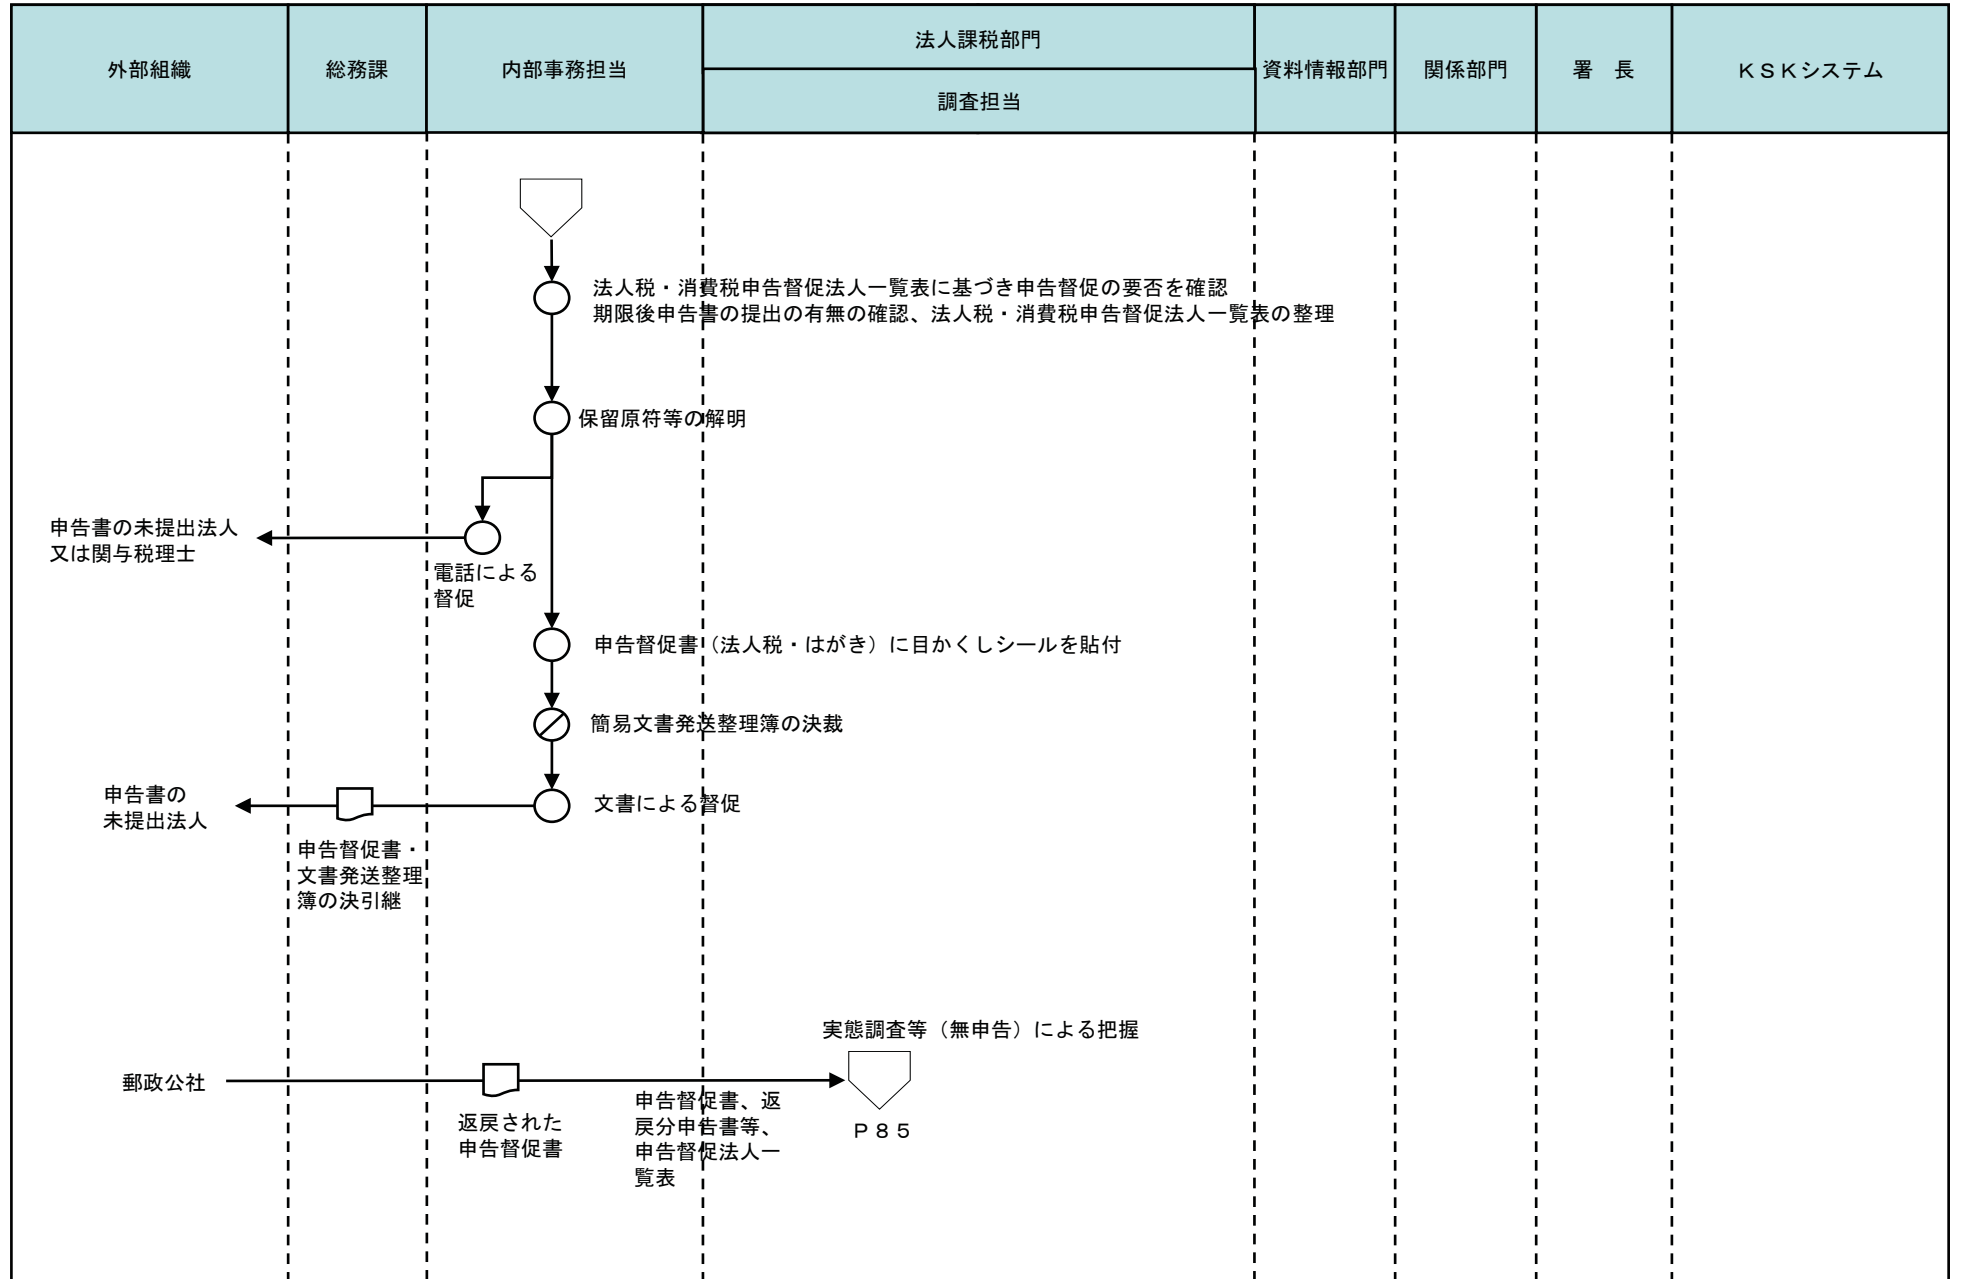 外部組織
総務課
内部事務担当
法人課税部門
調査担当
資料情報部門
関係部門
署　長
ＫＳＫシステム
法人税・消費税申告督促法人一覧表に基づき申告督促の要否を確認
期限後申告書の提出の有無の確認、法人税・消費税申告督促法人一覧表の整理
保留原符等の解明
申告書の未提出法人
又は関与税理士
電話による
督促
申告督促書（法人税・はがき）に目かくしシールを貼付
簡易文書発送整理簿の決裁
申告書の
未提出法人
文書による督促
申告督促書・
文書発送整理
簿の決引継
実態調査等（無申告）による把握
郵政公社
返戻された
申告督促書
申告督促書、返
戻分申告書等、
申告督促法人一
覧表
Ｐ８５